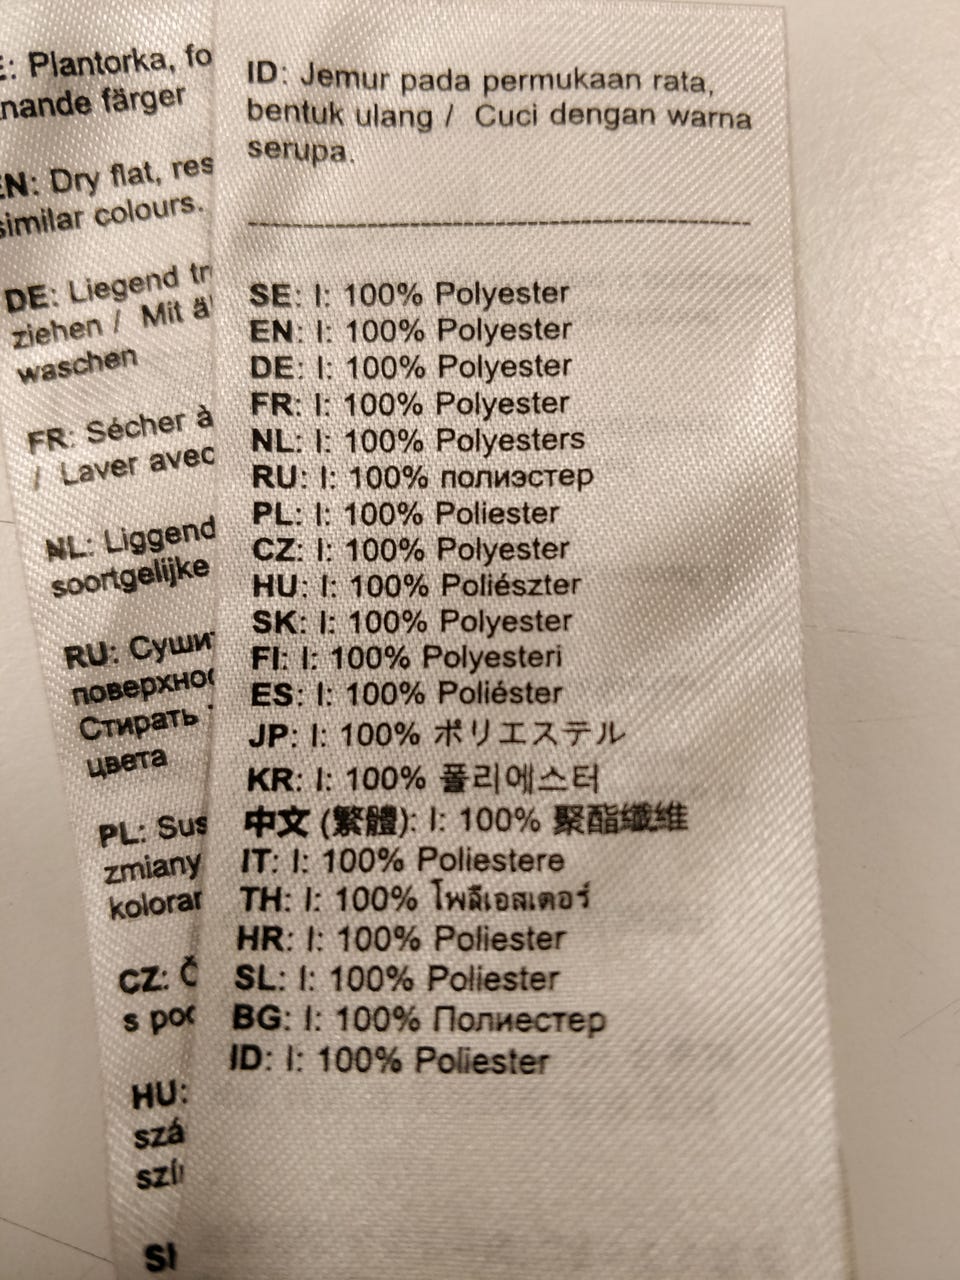 E: Plantorka, fo
nande färger
EN: Dry flat, res
similar colours.
DE: Liegend tr
ziehen / Mit äl
waschen
FR: Sécher à
/ Laver avec
NL: Liggend
soortgelijke
RU: Сушит
поверхнос
Стирать
цвета
PL: Sus
zmiany
kolorar
CZ: Č
s pod
HU:
szá
szí
ID: Jemur pada permukaan rata,
bentuk ulang / Cuci dengan warna
serupa.
SE: I: 100% Polyester
EN: I: 100% Polyester
DE: I: 100% Polyester
FR: I: 100% Polyester
NL: I: 100% Polyesters
RU: I: 100% полиэстер
PL: I: 100% Poliester
CZ: I: 100% Polyester
HU: I: 100% Poliészter
SK: I: 100% Polyester
FI: I: 100% Polyesteri
ES: I: 100% Poliéster
JP: I: 100% ポリエステル
KR: I: 100% 폴리에스터
中文 (繁體): I: 100% 聚酯纖维
IT: I: 100% Poliestere
TH: I: 100% โพลีเอสเตอร์
HR: I: 100% Poliester
SL: I: 100% Poliester
BG: I: 100% Полиестер
ID: I: 100% Poliester